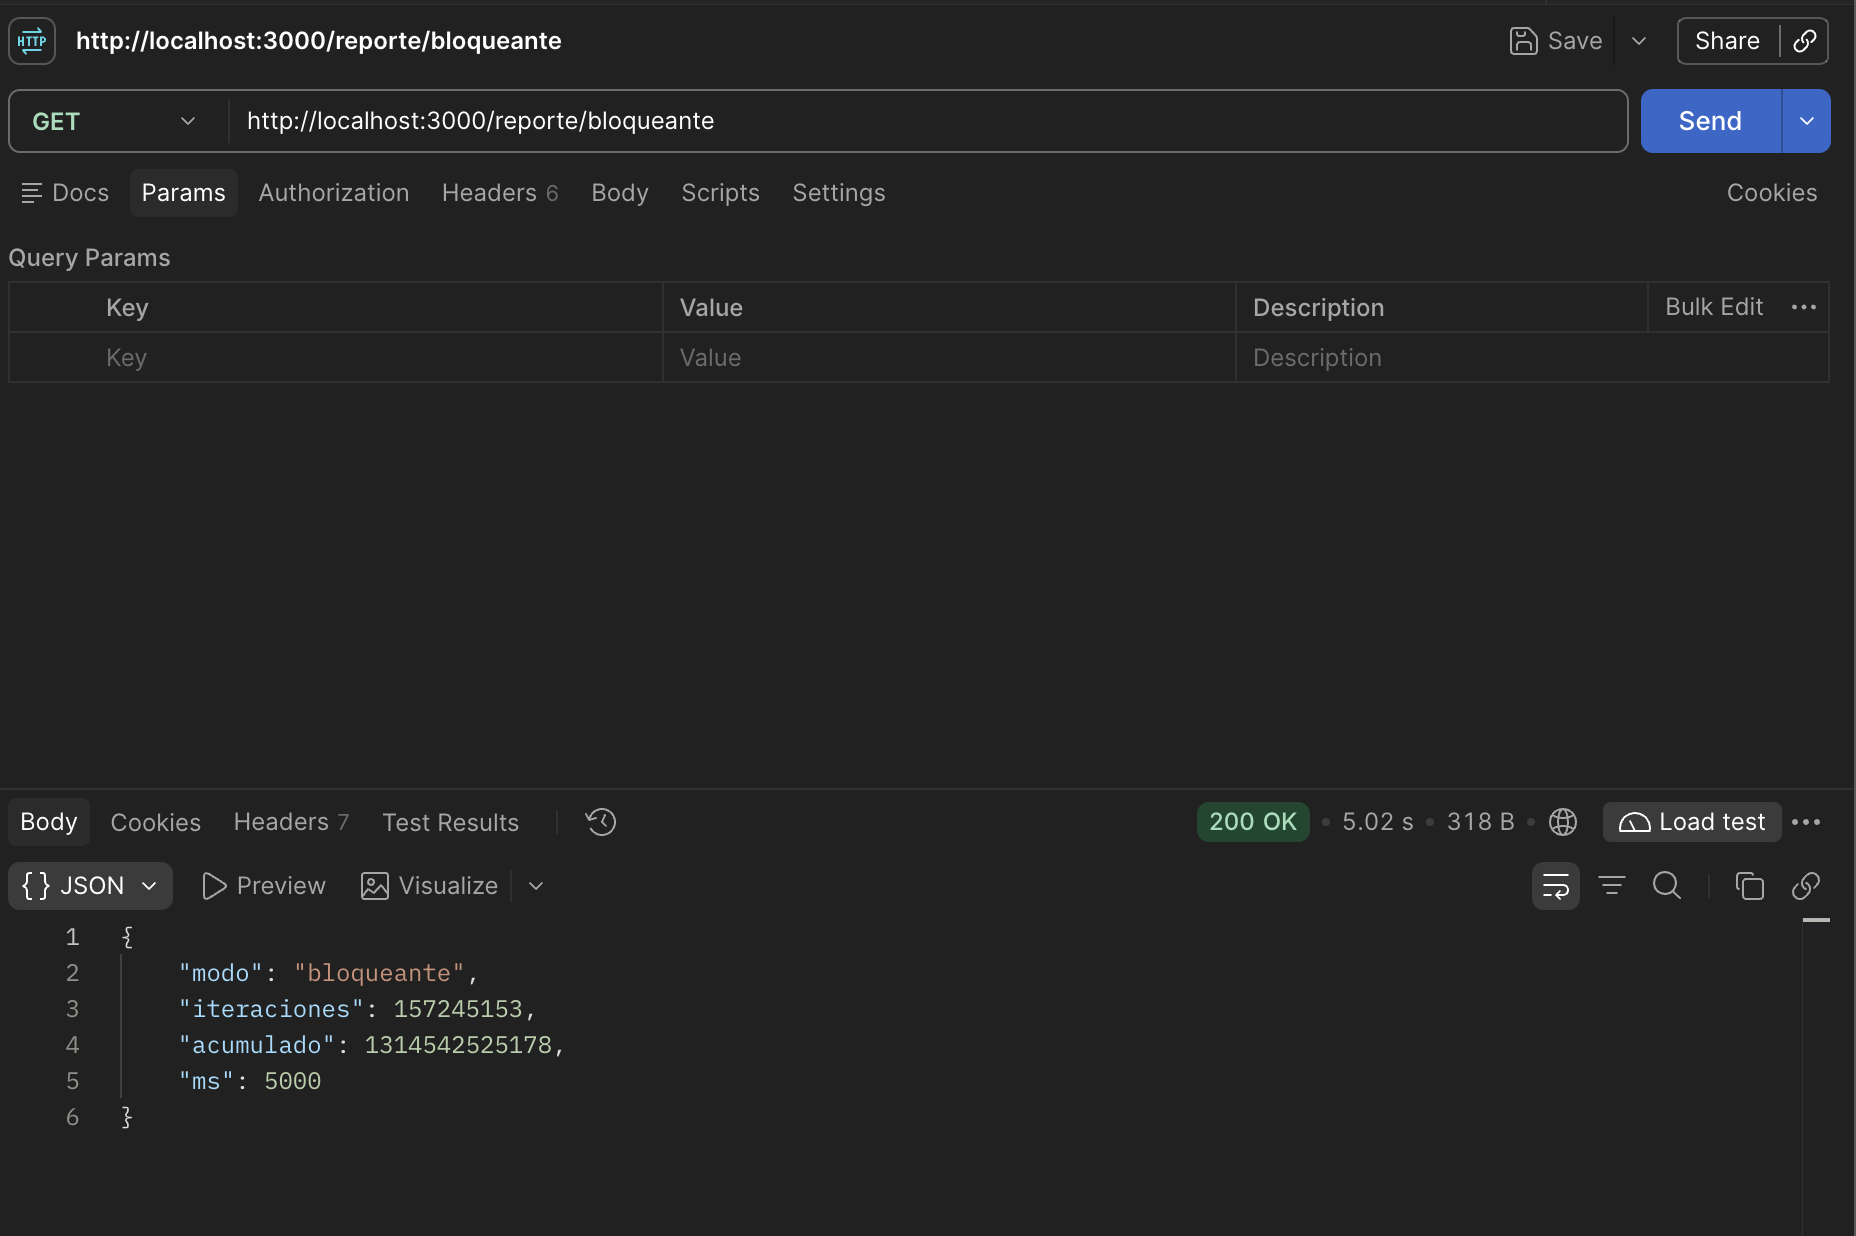 HTTP http://localhost:3000/reporte/bloqueante Save Share
GET http://localhost:3000/reporte/bloqueante Send
Docs Params Authorization Headers 6 Body Scripts Settings Cookies
Query Params
Key Value Description Bulk Edit
Key Value Description
Body Cookies Headers 7 Test Results 200 OK • 5.02 s • 318 B • Load test
{ } JSON Preview Visualize
1 {
2 "modo": "bloqueante",
3 "iteraciones": 157245153,
4 "acumulado": 1314542525178,
5 "ms": 5000
6 }